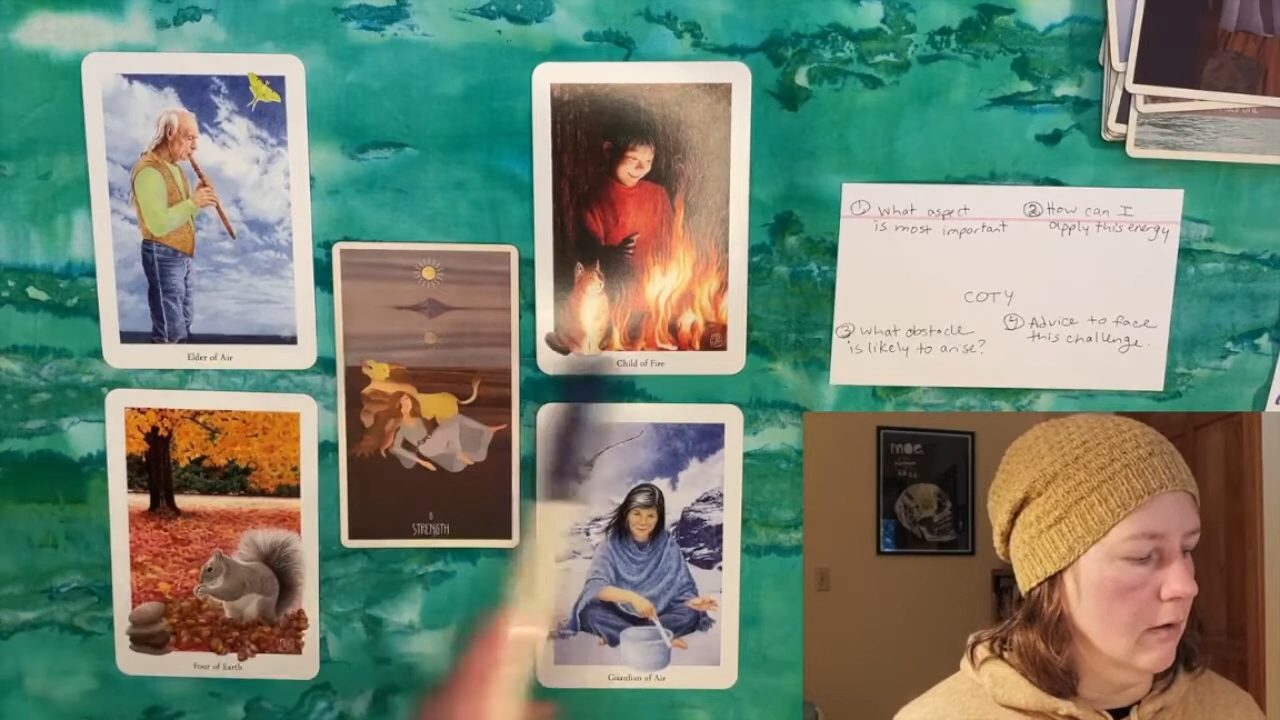 Elder of Air
Child of Fire
8
STRENGTH
Four of Earth
Guardian of Air
① What aspect
is most important
② How can I
apply this energy
COTY
③ What obstacle
is likely to arise?
④ Advice to face
this challenge.
moe.